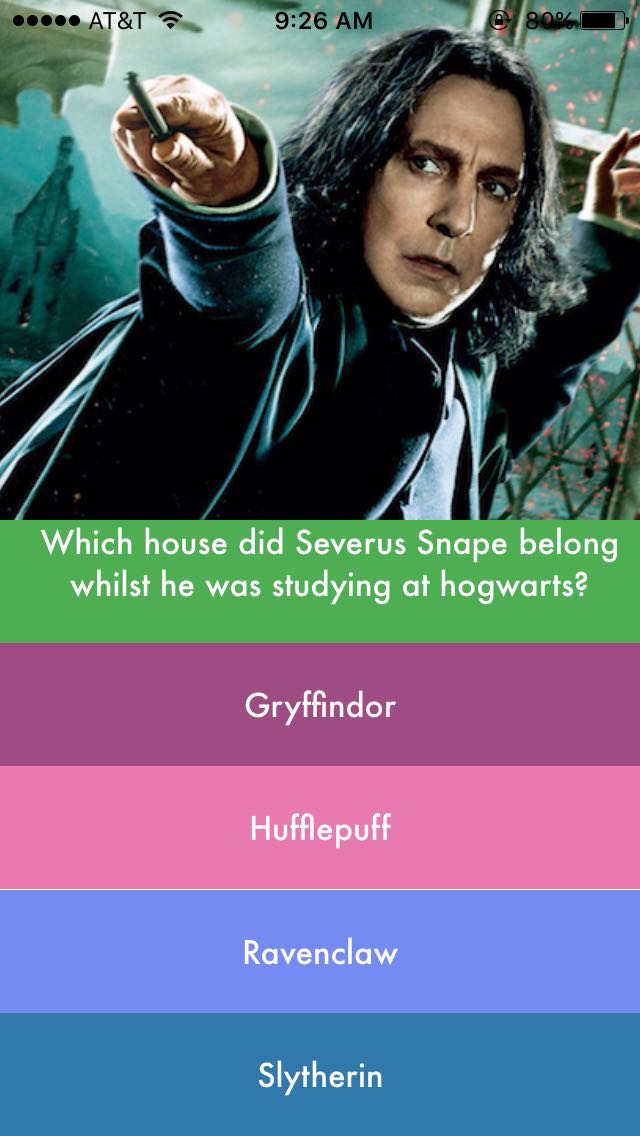 AT&T 9:26 AM 80%
Which house did Severus Snape belong
whilst he was studying at hogwarts?
Gryffindor
Hufflepuff
Ravenclaw
Slytherin